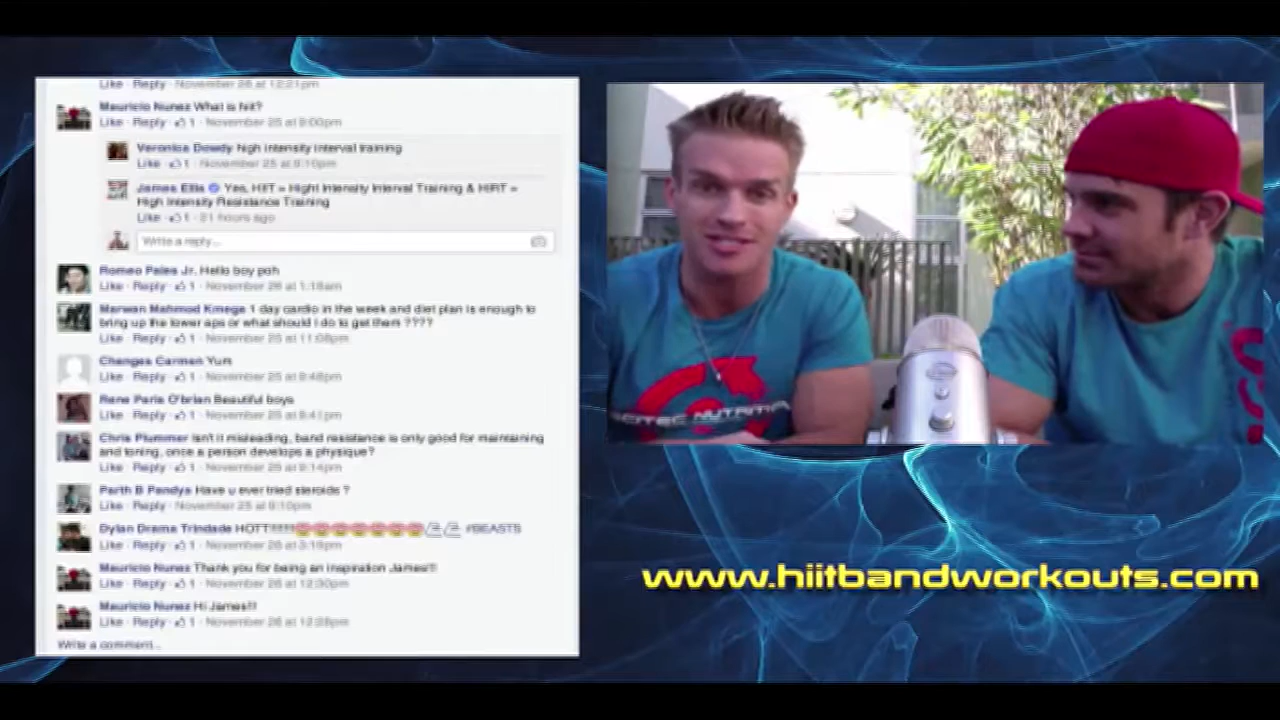 Like · Reply · November 26 at 12:21pm
Mauricio Nunez What is hiit?
Like · Reply · 1 · November 25 at 9:00pm
Veronica Dowdy high intensity interval training
Like · 1 · November 25 at 9:10pm
James Ellis Yes, HIIT = Hight Intensity Interval Training & HIRT =
High Intensity Resistance Training
Like · 1 · 21 hours ago
Write a reply...
Romeo Pales Jr. Hello boy poh
Like · Reply · 1 · November 26 at 1:18am
Marwan Mahmod Kmega 1 day cardio in the week and diet plan is enough to
bring up the lower aps or what should i do to get them ????
Like · Reply · 1 · November 25 at 11:08pm
Changes Carmen Yum
Like · Reply · 1 · November 25 at 9:48pm
Rene Paris O'brian Beautiful boys
Like · Reply · 1 · November 25 at 9:41pm
Chris Plummer Isn't it misleading, band resistance is only good for maintaining
and toning, once a person develops a physique?
Like · Reply · 1 · November 25 at 9:14pm
Parth B Pandya Have u ever tried steroids ?
Like · Reply · November 25 at 9:10pm
Dylan Drama Trindade HOTT!!!!!! #BEASTS
Like · Reply · 1 · November 26 at 3:18pm
Mauricio Nunez Thank you for being an inspiration James!!!
Like · Reply · 1 · November 26 at 12:30pm
Mauricio Nunez Hi James!!!
Like · Reply · 1 · November 26 at 12:28pm
Write a comment...
SCITEC NUTRITION
www.hiitbandworkouts.com